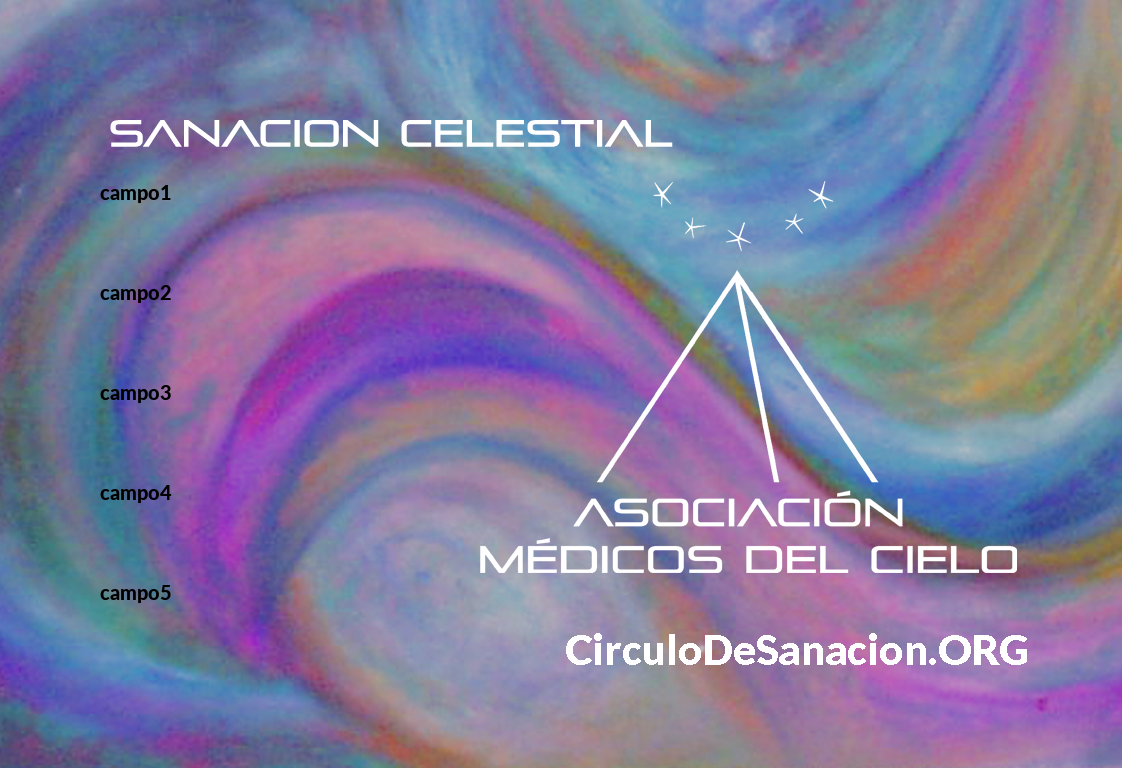 SANACION CELESTIAL
campo1
campo2
campo3
campo4
campo5
ASOCIACIÓN
MÉDICOS DEL CIELO
CirculoDeSanacion.ORG